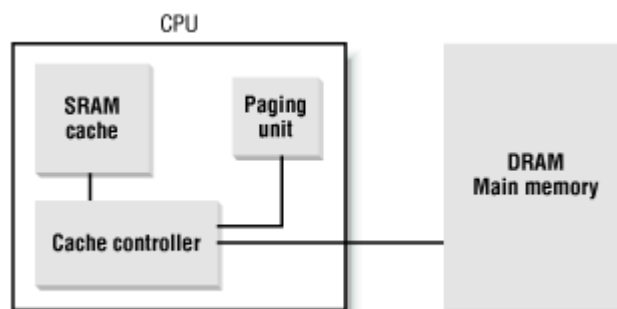 CPU
SRAM
cache
Paging
unit
DRAM
Main memory
Cache controller